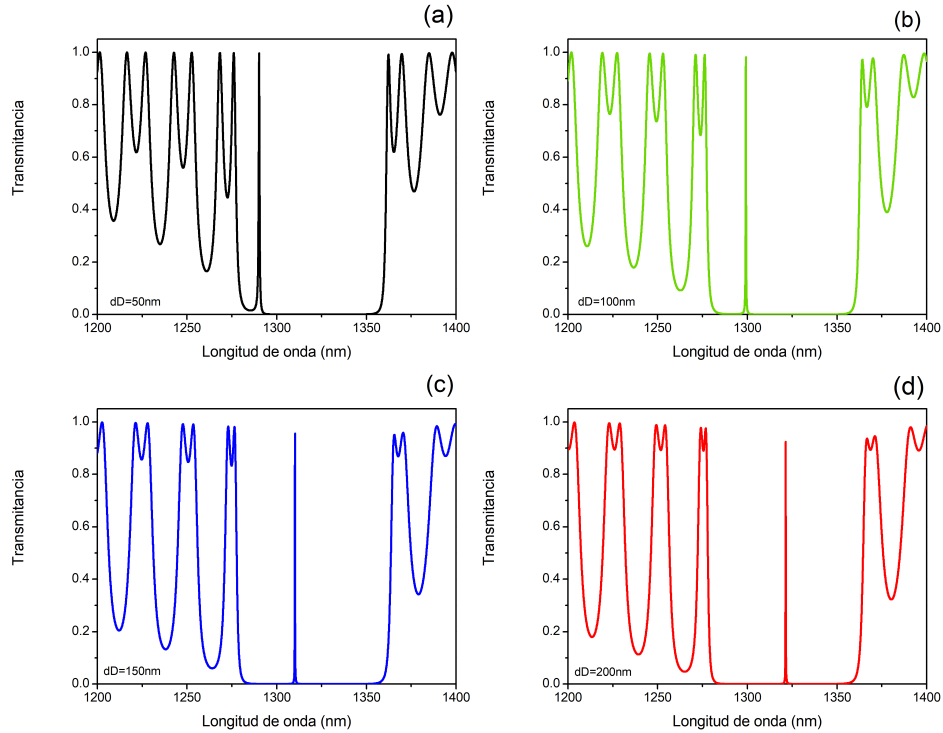 (a)
Transmitancia
1.0
0.8
0.6
0.4
0.2
0.0
dD=50nm
1200 1250 1300 1350 1400
Longitud de onda (nm)
(b)
Transmitancia
1.0
0.8
0.6
0.4
0.2
0.0
dD=100nm
1200 1250 1300 1350 1400
Longitud de onda (nm)
(c)
Transmitancia
1.0
0.8
0.6
0.4
0.2
0.0
dD=150nm
1200 1250 1300 1350 1400
Longitud de onda (nm)
(d)
Transmitancia
1.0
0.8
0.6
0.4
0.2
0.0
dD=200nm
1200 1250 1300 1350 1400
Longitud de onda (nm)